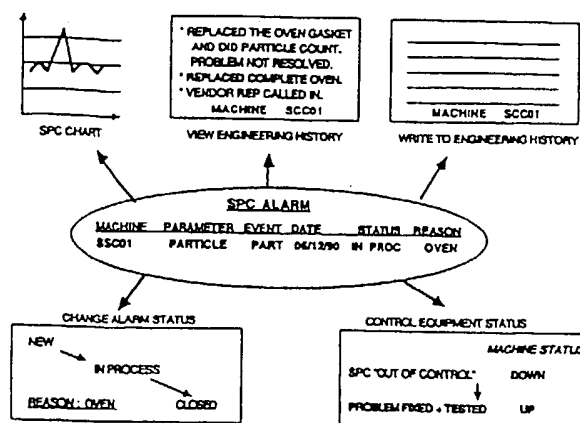 SPC CHART
* REPLACED THE OVEN GASKET
AND DID PARTICLE COUNT.
PROBLEM NOT RESOLVED.
* REPLACED COMPLETE OVEN.
* VENDOR REP CALLED IN.
MACHINE SCC01
VIEW ENGINEERING HISTORY
MACHINE SCC01
WRITE TO ENGINEERING HISTORY
SPC ALARM
MACHINE PARAMETER EVENT DATE STATUS REASON
SSC01 PARTICLE PART 06/12/90 IN PROC OVEN
CHANGE ALARM STATUS
NEW
IN PROCESS
REASON : OVEN CLOSED
CONTROL EQUIPMENT STATUS
MACHINE STATUS
SPC "OUT OF CONTROL" DOWN
PROBLEM FIXED + TESTED UP